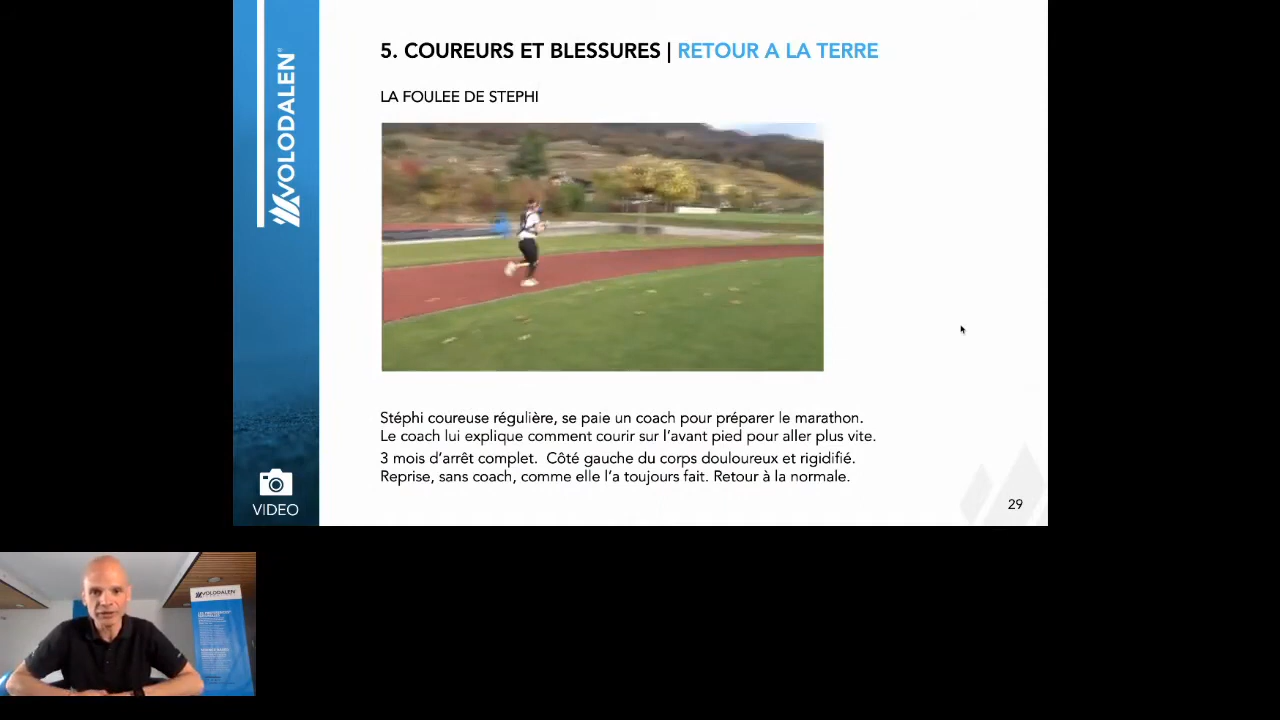 5. COUREURS ET BLESSURES | RETOUR A LA TERRE
LA FOULEE DE STEPHI
Stéphi coureuse régulière, se paie un coach pour préparer le marathon.
Le coach lui explique comment courir sur l'avant pied pour aller plus vite.
3 mois d'arrêt complet. Côté gauche du corps douloureux et rigidifié.
Reprise, sans coach, comme elle l'a toujours fait. Retour à la normale.
29
VOLODALEN®
VIDEO
VOLODALEN